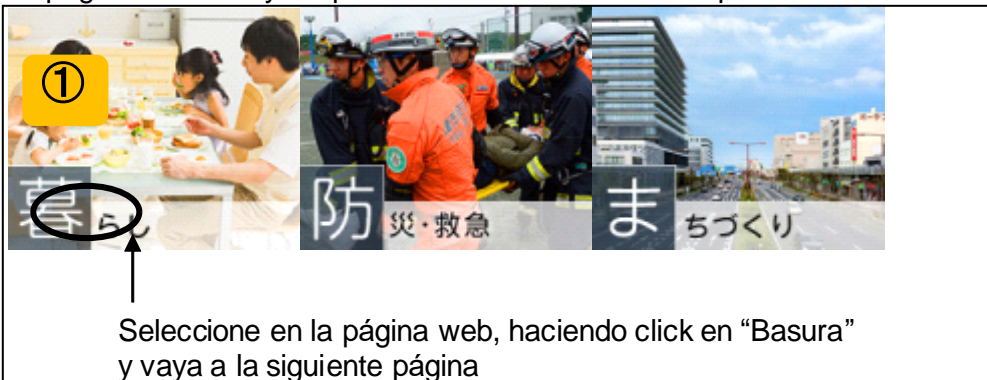 ①
暮らし
防災・救急
まちづくり
Seleccione en la página web, haciendo click en “Basura”
y vaya a la siguiente página